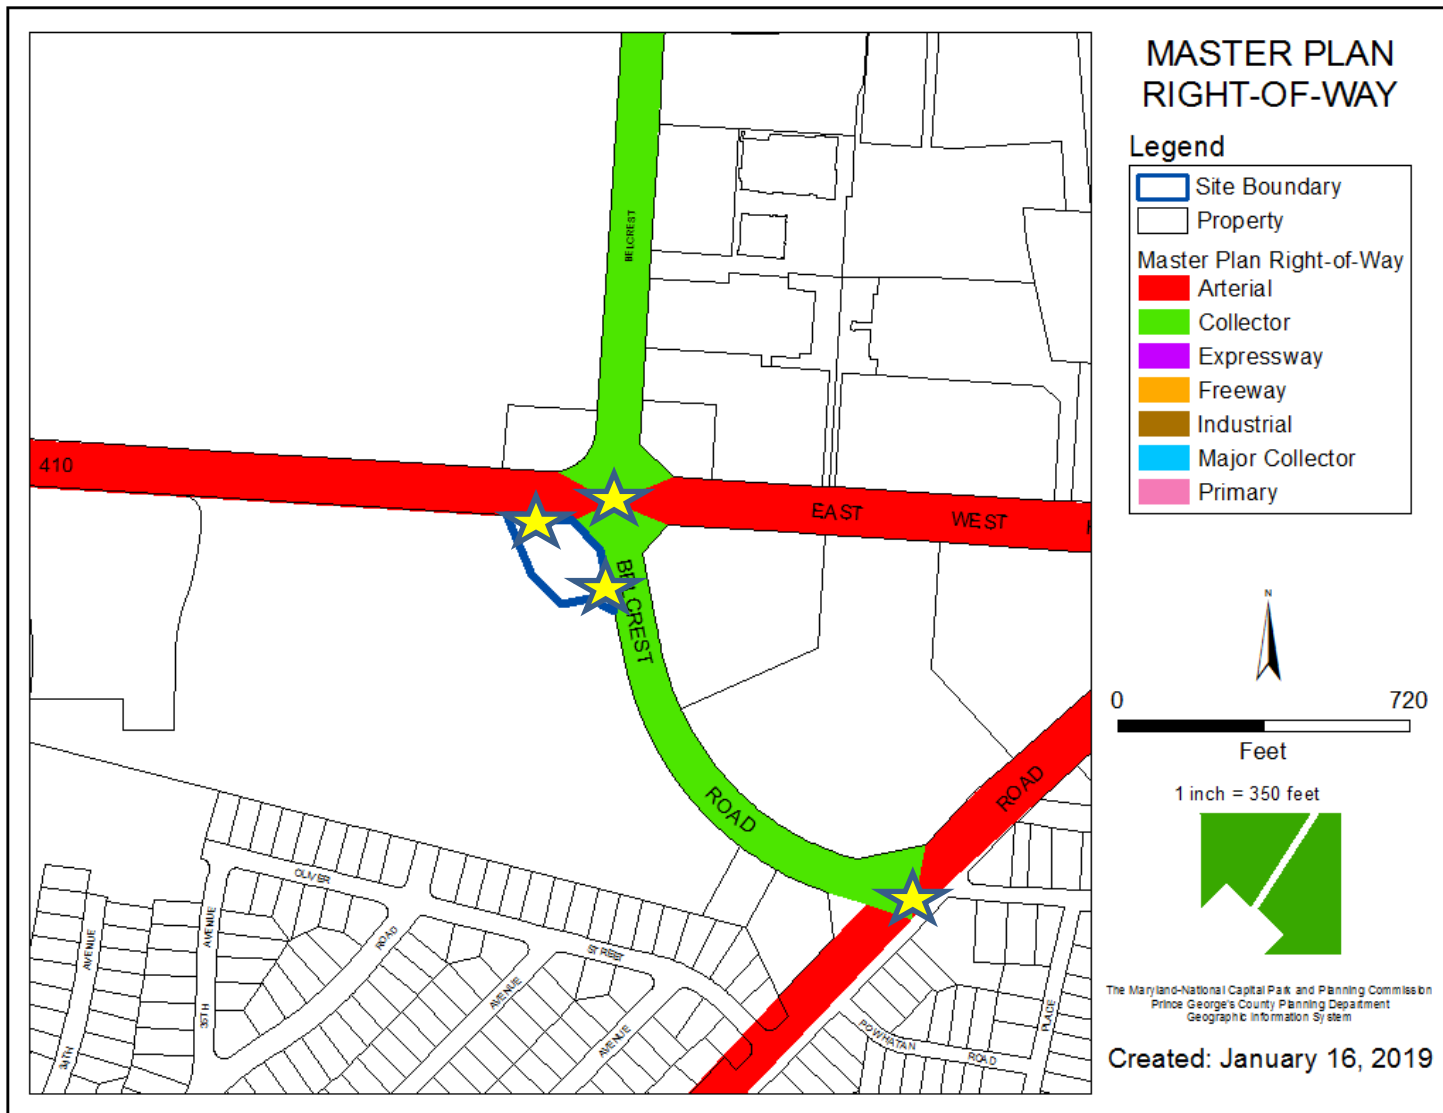 MASTER PLAN
RIGHT-OF-WAY
Legend
Site Boundary
Property
Master Plan Right-of-Way
Arterial
Collector
Expressway
Freeway
Industrial
Major Collector
Primary
N
0 720
Feet
1 inch = 350 feet
The Maryland-National Capital Park and Planning Commission
Prince George's County Planning Department
Geographic Information System
Created: January 16, 2019
BELCREST
410
EAST WEST
BELCREST
ROAD
ROAD
OLIVER
STREET
ROAD
AVENUE
AVENUE
AVENUE
35TH
AVENUE
34TH
POWHATAN
ROAD
PLACE